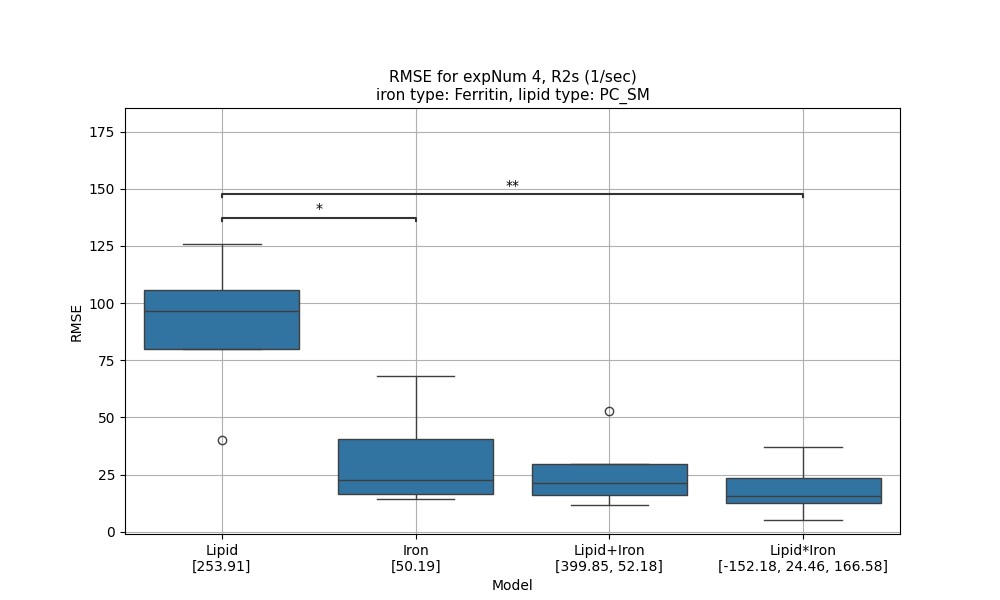 RMSE for expNum 4, R2s (1/sec)
iron type: Ferritin, lipid type: PC_SM
RMSE
175
150
125
100
75
50
25
0
**
*
Lipid
[253.91]
Iron
[50.19]
Lipid+Iron
[399.85, 52.18]
Lipid*Iron
[-152.18, 24.46, 166.58]
Model